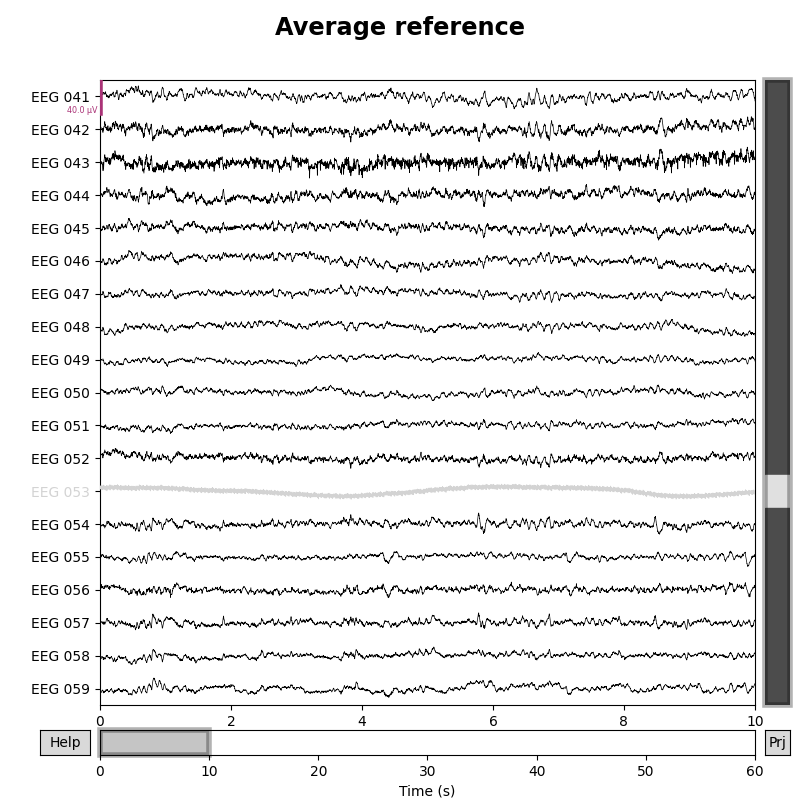 Average reference
EEG 041
40.0 µV
EEG 042
EEG 043
EEG 044
EEG 045
EEG 046
EEG 047
EEG 048
EEG 049
EEG 050
EEG 051
EEG 052
EEG 053
EEG 054
EEG 055
EEG 056
EEG 057
EEG 058
EEG 059
0 2 4 6 8 10
Help Prj
0 10 20 30 40 50 60
Time (s)